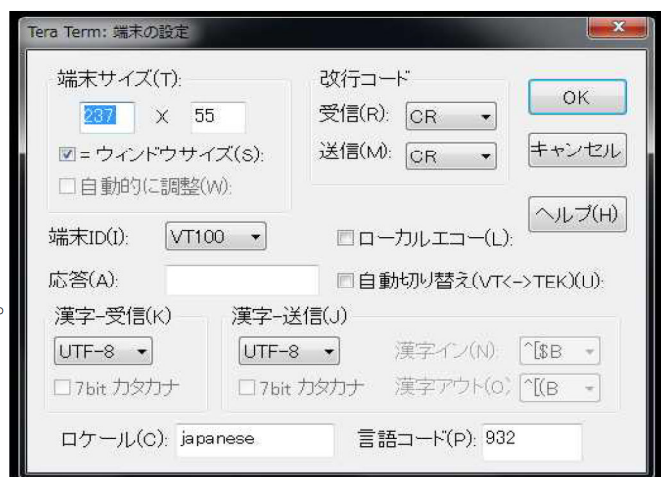 Tera Term: 端末の設定
端末サイズ(T):
237 × 55
= ウィンドウサイズ(S):
自動的に調整(W):
改行コード
受信(R): CR
送信(M): CR
OK
キャンセル
ヘルプ(H)
端末ID(I): VT100
ローカルエコー(L):
応答(A):
自動切り替え(VT<->TEK)(U):
。
漢字-受信(K)
UTF-8
7bit カタカナ
漢字-送信(J)
UTF-8
漢字イン(N): ^[$B
7bit カタカナ
漢字アウト(O): ^[(B
ロケール(C): japanese
言語コード(P): 932